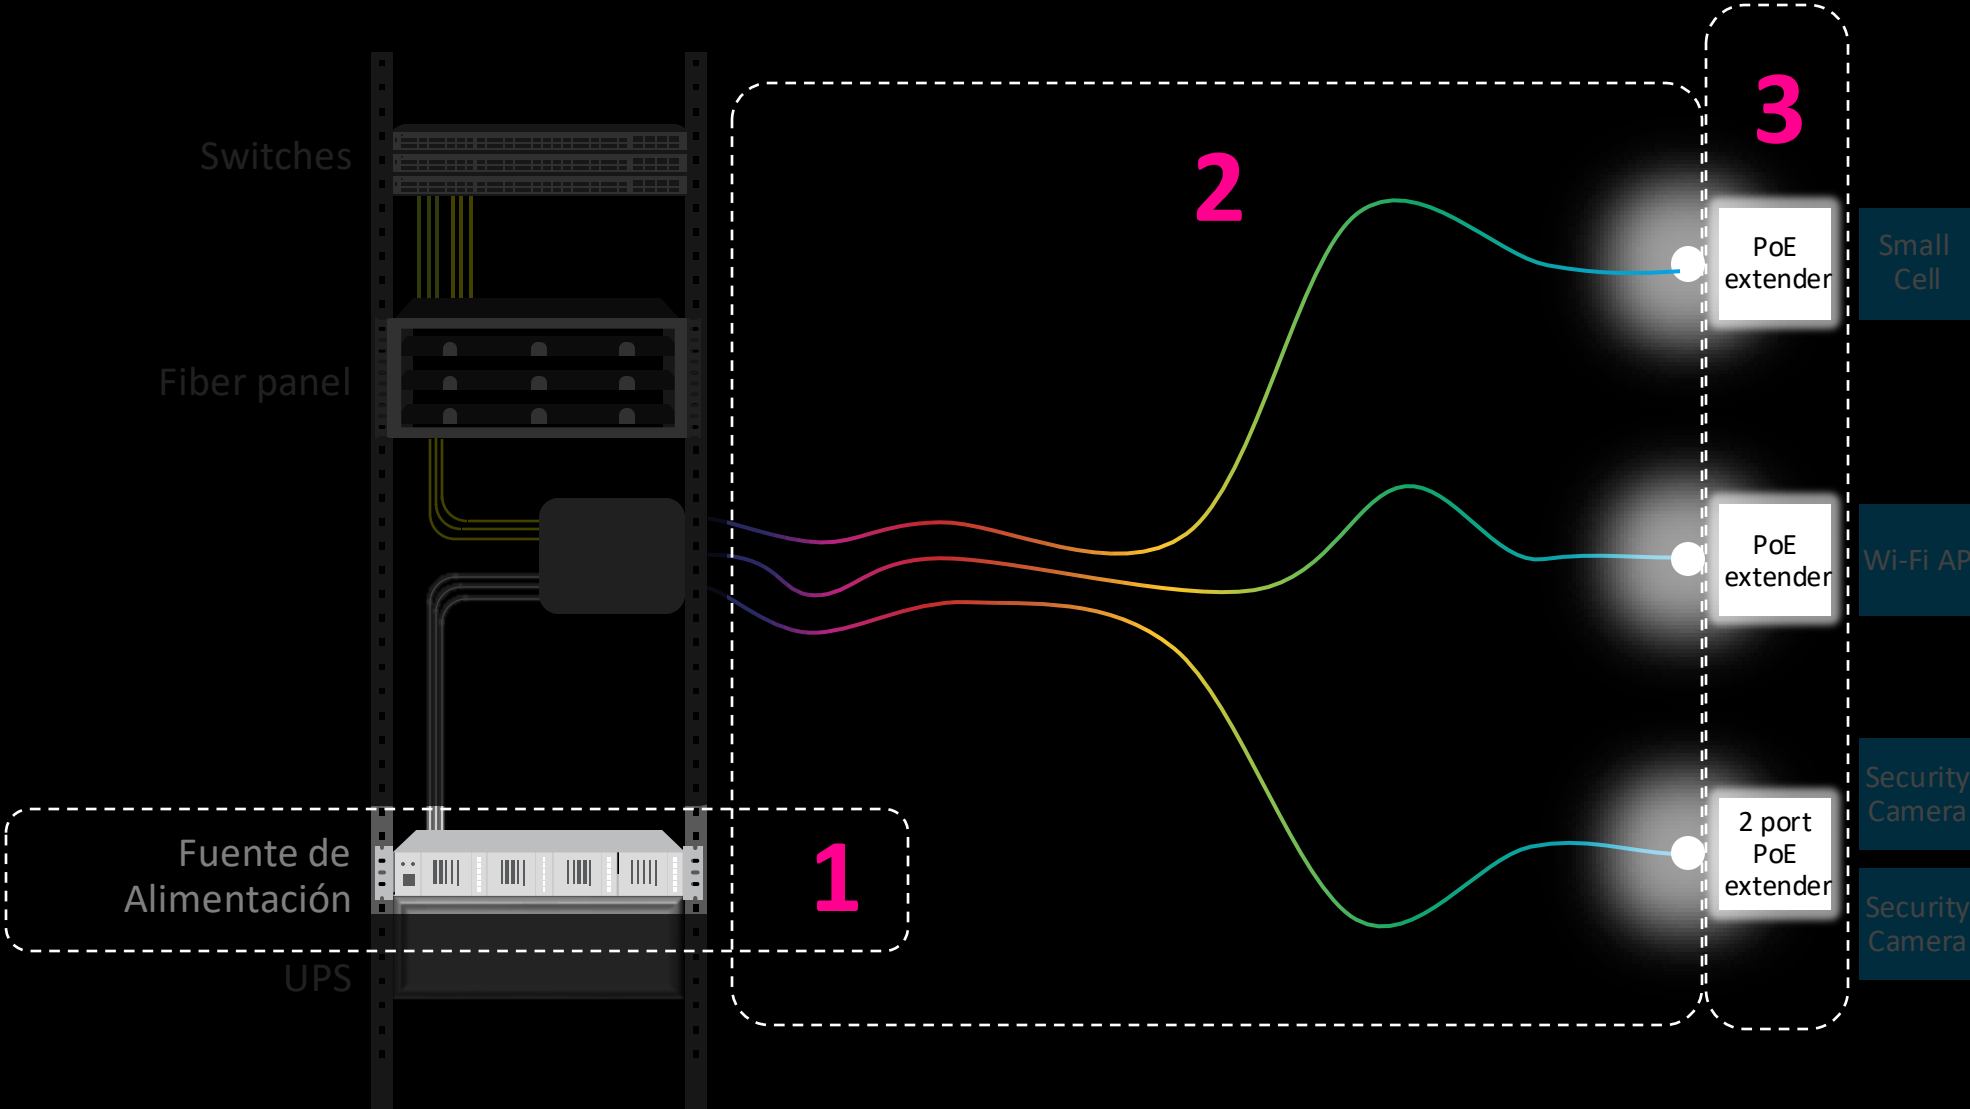 Switches
Fiber panel
Fuente de
Alimentación
UPS
1
2
3
PoE
extender
Small
Cell
PoE
extender
Wi-Fi AP
2 port
PoE
extender
Security
Camera
Security
Camera